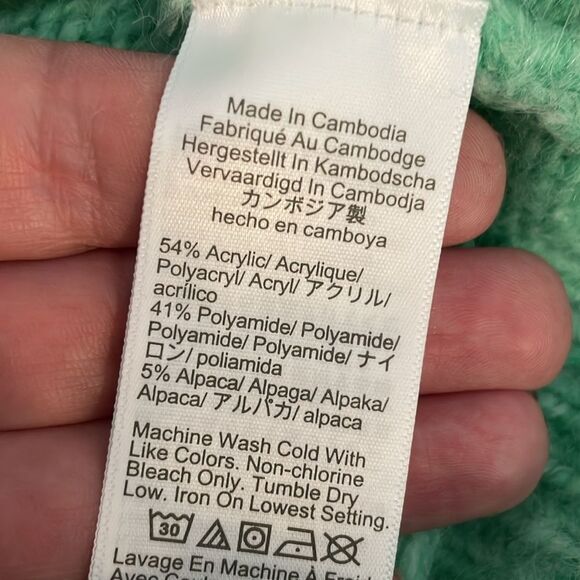 Made In Cambodia
Fabriqué Au Cambodge
Hergestellt In Kambodscha
Vervaardigd In Cambodja
カンボジア製
hecho en camboya
54% Acrylic/ Acrylique/
Polyacryl/ Acryl/ アクリル/
acrílico
41% Polyamide/ Polyamide/
Polyamide/ Polyamide/ ナイ
ロン/ poliamida
5% Alpaca/ Alpaga/ Alpaka/
Alpaca/ アルパカ/ alpaca
Machine Wash Cold With
Like Colors. Non-chlorine
Bleach Only. Tumble Dry
Low. Iron On Lowest Setting.
30
Lavage En Machine À Froid
Avec